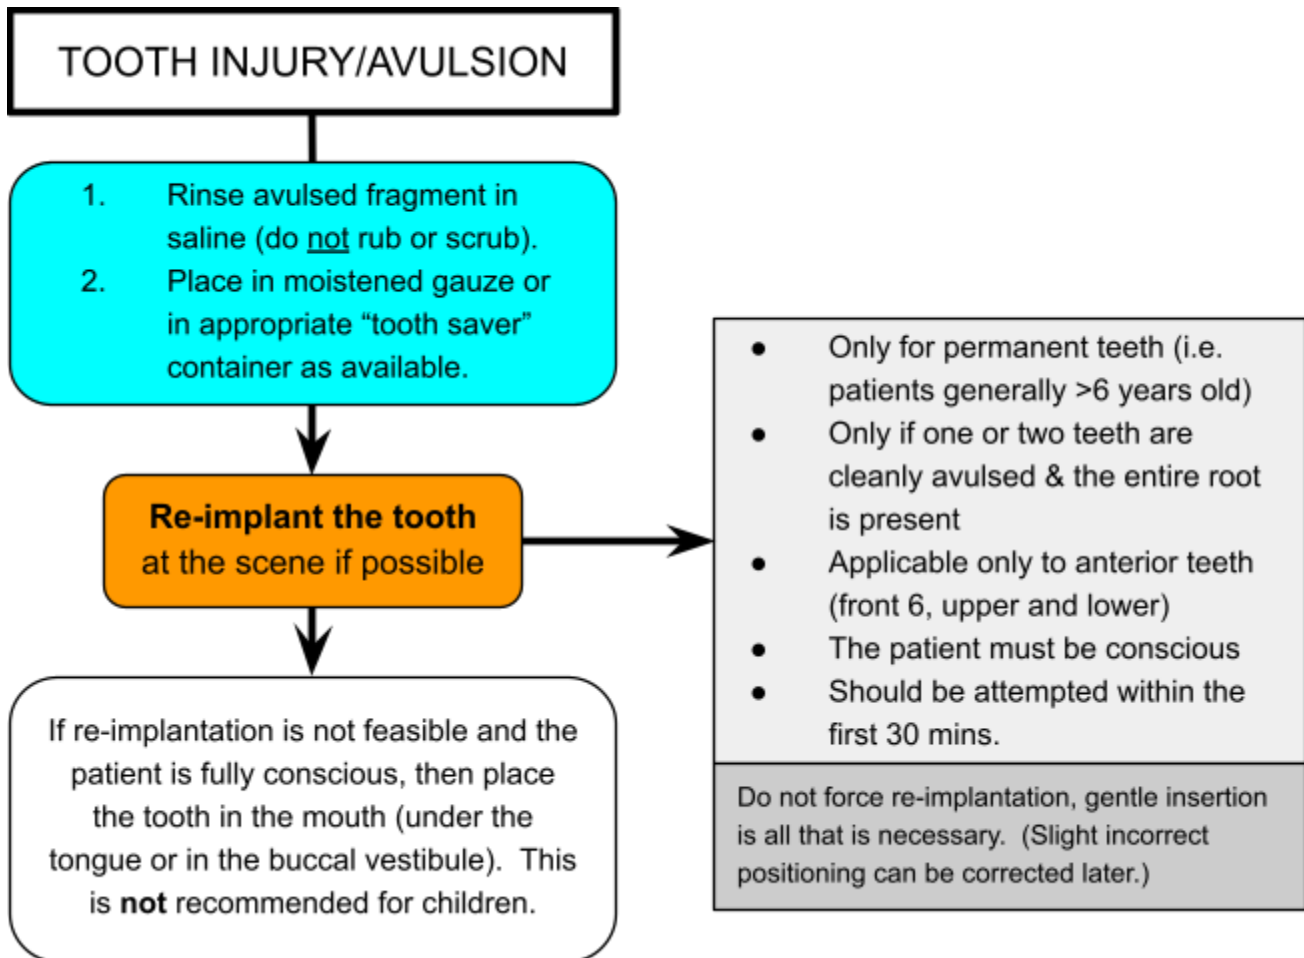 TOOTH INJURY/AVULSION
1. Rinse avulsed fragment in
saline (do not rub or scrub).
2. Place in moistened gauze or
in appropriate “tooth saver”
container as available.
Re-implant the tooth
at the scene if possible
If re-implantation is not feasible and the
patient is fully conscious, then place
the tooth in the mouth (under the
tongue or in the buccal vestibule).  This
is not recommended for children.
● Only for permanent teeth (i.e.
patients generally >6 years old)
● Only if one or two teeth are
cleanly avulsed & the entire root
is present
● Applicable only to anterior teeth
(front 6, upper and lower)
● The patient must be conscious
● Should be attempted within the
first 30 mins.
Do not force re-implantation, gentle insertion
is all that is necessary.  (Slight incorrect
positioning can be corrected later.)